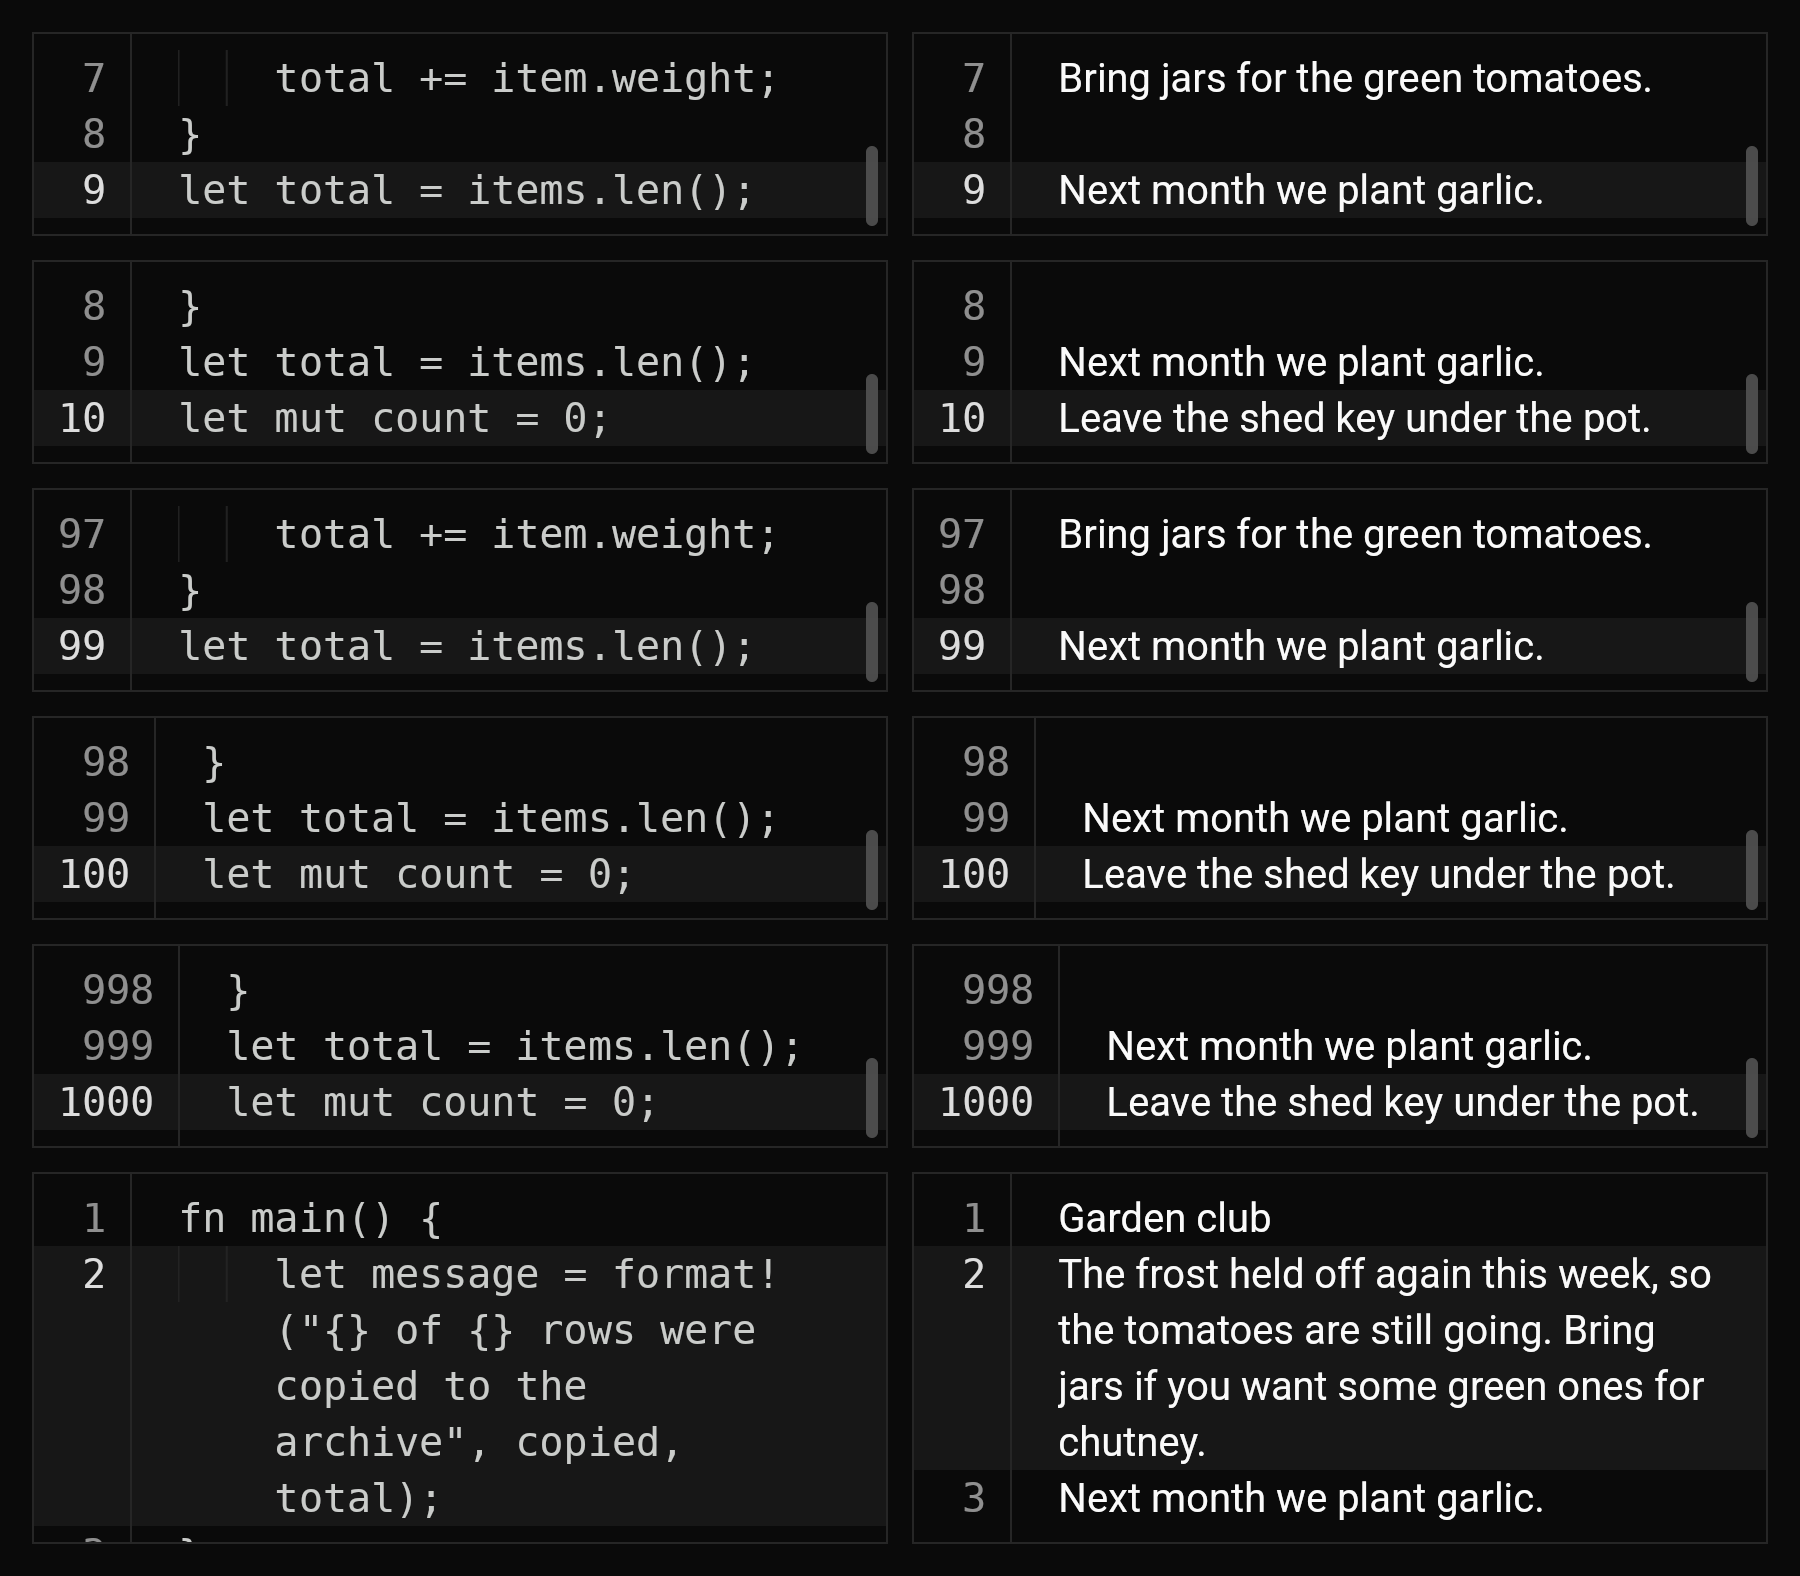 7 total += item.weight;
8 }
9 let total = items.len();
7 Bring jars for the green tomatoes.
8
9 Next month we plant garlic.
8 }
9 let total = items.len();
10 let mut count = 0;
8
9 Next month we plant garlic.
10 Leave the shed key under the pot.
97 total += item.weight;
98 }
99 let total = items.len();
97 Bring jars for the green tomatoes.
98
99 Next month we plant garlic.
98 }
99 let total = items.len();
100 let mut count = 0;
98
99 Next month we plant garlic.
100 Leave the shed key under the pot.
998 }
999 let total = items.len();
1000 let mut count = 0;
998
999 Next month we plant garlic.
1000 Leave the shed key under the pot.
1 fn main() {
2 let message = format!
("{} of {} rows were
copied to the
archive", copied,
total);
1 Garden club
2 The frost held off again this week, so
the tomatoes are still going. Bring
jars if you want some green ones for
chutney.
3 Next month we plant garlic.